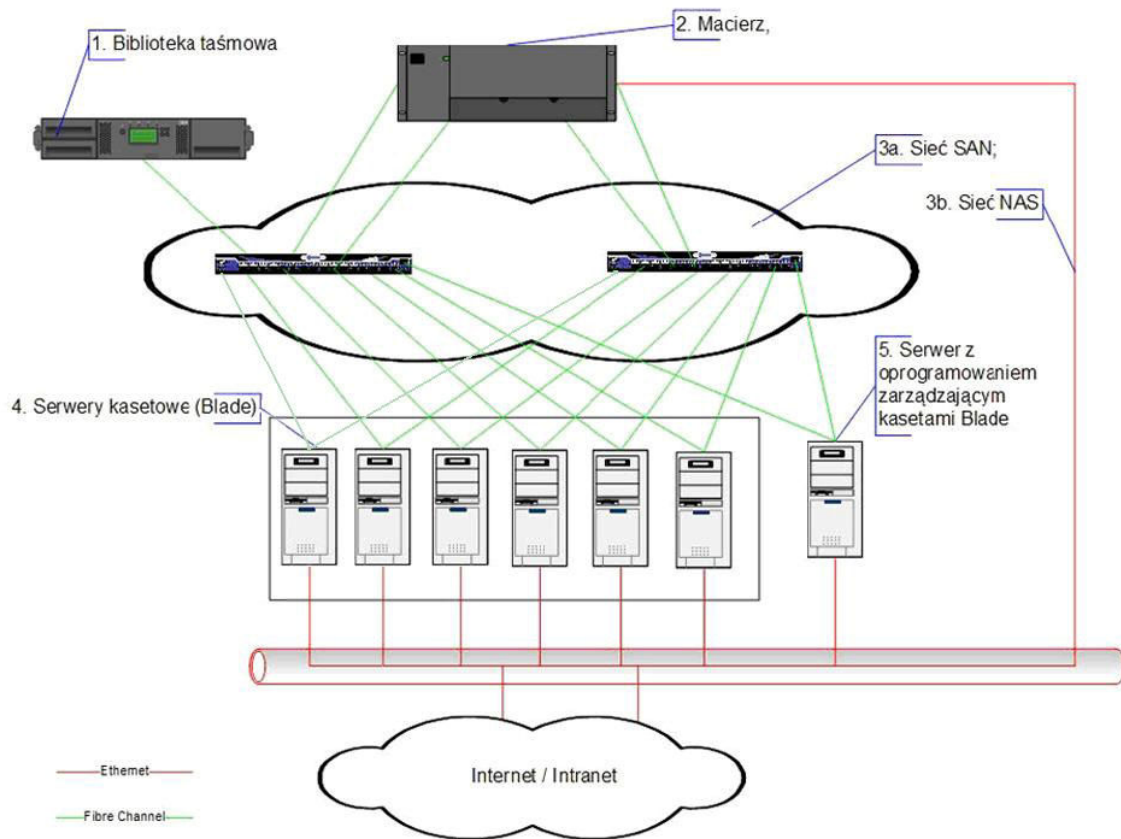 1. Biblioteka taśmowa
2. Macierz,
3a. Sieć SAN;
3b. Sieć NAS
4. Serwery kasetowe (Blade)
5. Serwer z
oprogramowaniem
zarządzającym
kasetami Blade
Internet / Intranet
Ethernet
Fibre Channel